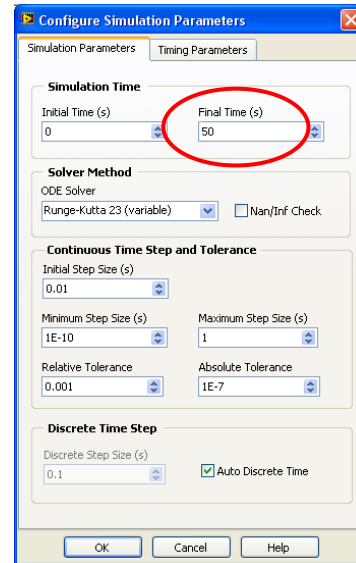 Configure Simulation Parameters
Simulation Parameters Timing Parameters
Simulation Time
Initial Time (s) Final Time (s)
0 50
Solver Method
ODE Solver
Runge-Kutta 23 (variable) Nan/Inf Check
Continuous Time Step and Tolerance
Initial Step Size (s)
0.01
Minimum Step Size (s) Maximum Step Size (s)
1E-10 1
Relative Tolerance Absolute Tolerance
0.001 1E-7
Discrete Time Step
Discrete Step Size (s)
0.1 Auto Discrete Time
OK Cancel Help